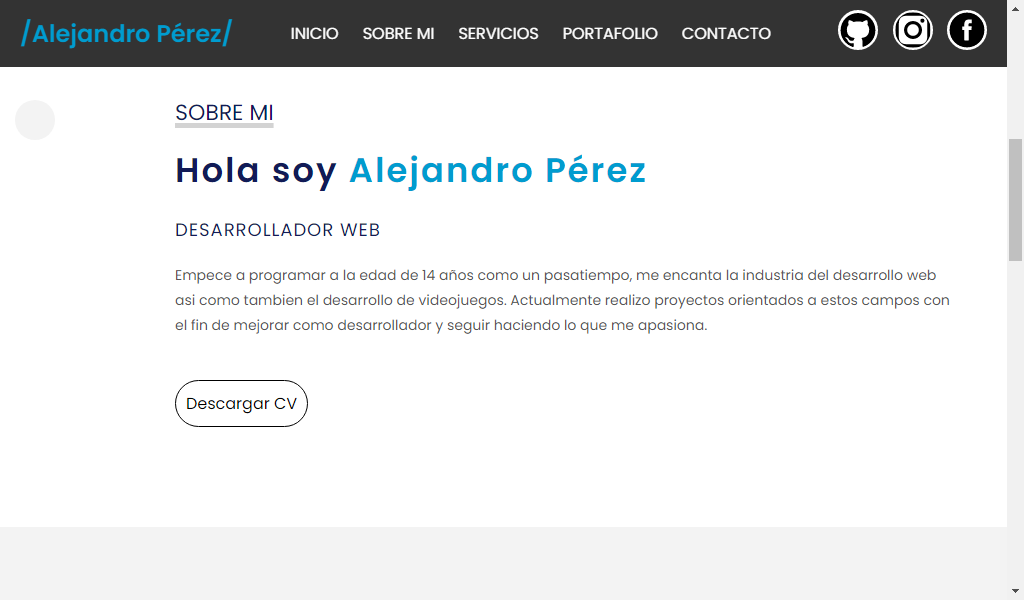 /Alejandro Pérez/
INICIO SOBRE MI SERVICIOS PORTAFOLIO CONTACTO
SOBRE MI
Hola soy Alejandro Pérez
DESARROLLADOR WEB
Empece a programar a la edad de 14 años como un pasatiempo, me encanta la industria del desarrollo web
asi como tambien el desarrollo de videojuegos. Actualmente realizo proyectos orientados a estos campos con
el fin de mejorar como desarrollador y seguir haciendo lo que me apasiona.
Descargar CV